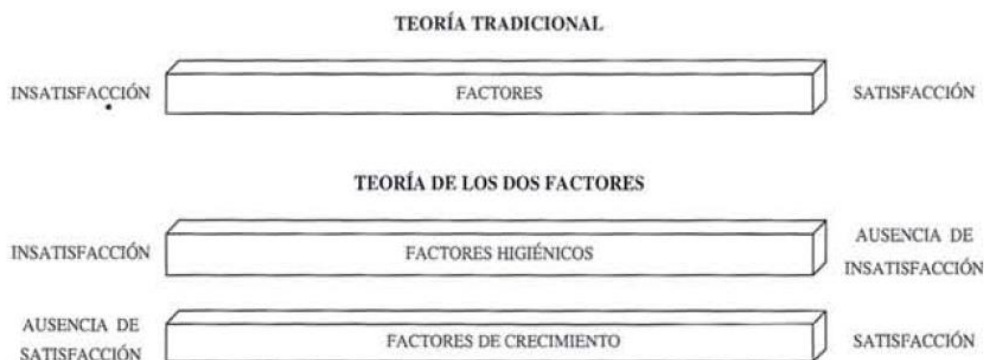 TEORÍA TRADICIONAL
INSATISFACCIÓN
FACTORES
SATISFACCIÓN
TEORÍA DE LOS DOS FACTORES
INSATISFACCIÓN
FACTORES HIGIÉNICOS
AUSENCIA DE
INSATISFACCIÓN
AUSENCIA DE
SATISFACCIÓN
FACTORES DE CRECIMIENTO
SATISFACCIÓN